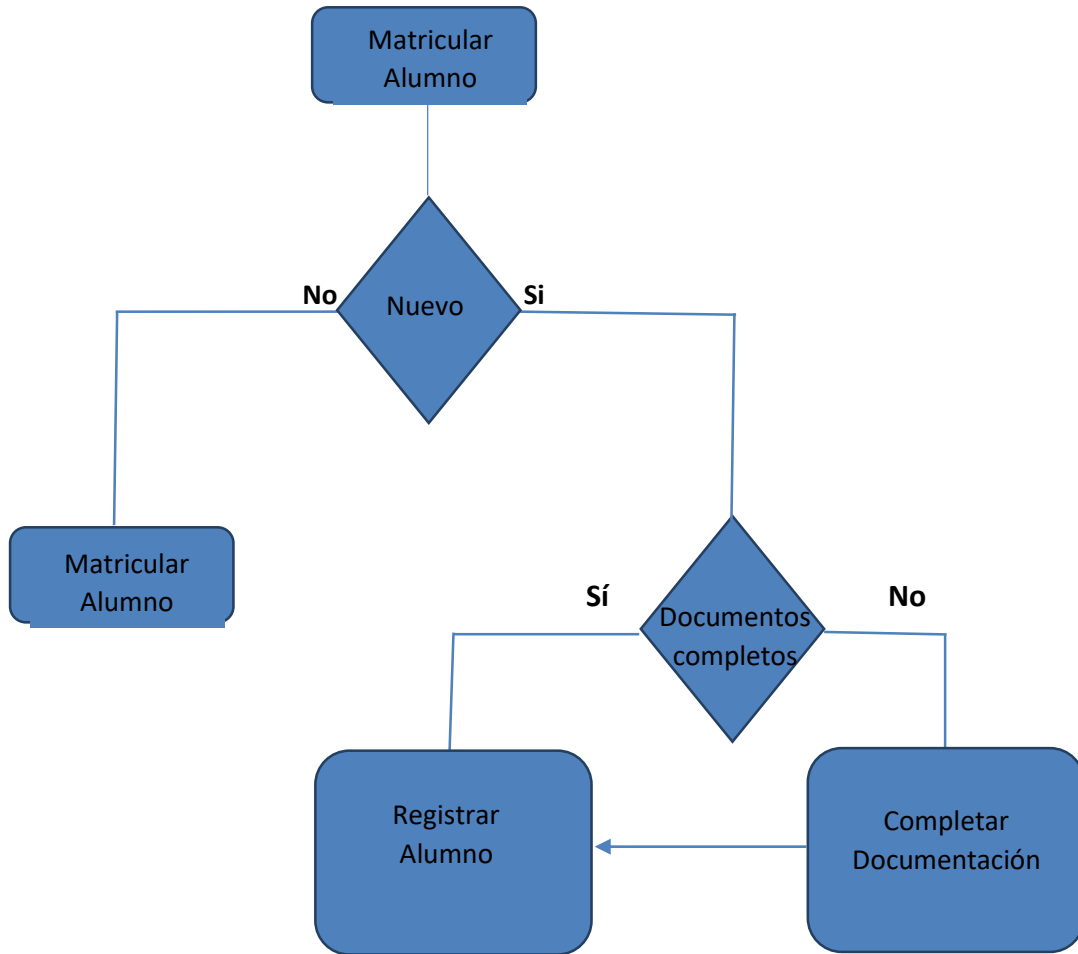 Matricular
Alumno
No
Si
Nuevo
Matricular
Alumno
Sí
No
Documentos
completos
Registrar
Alumno
Completar
Documentación